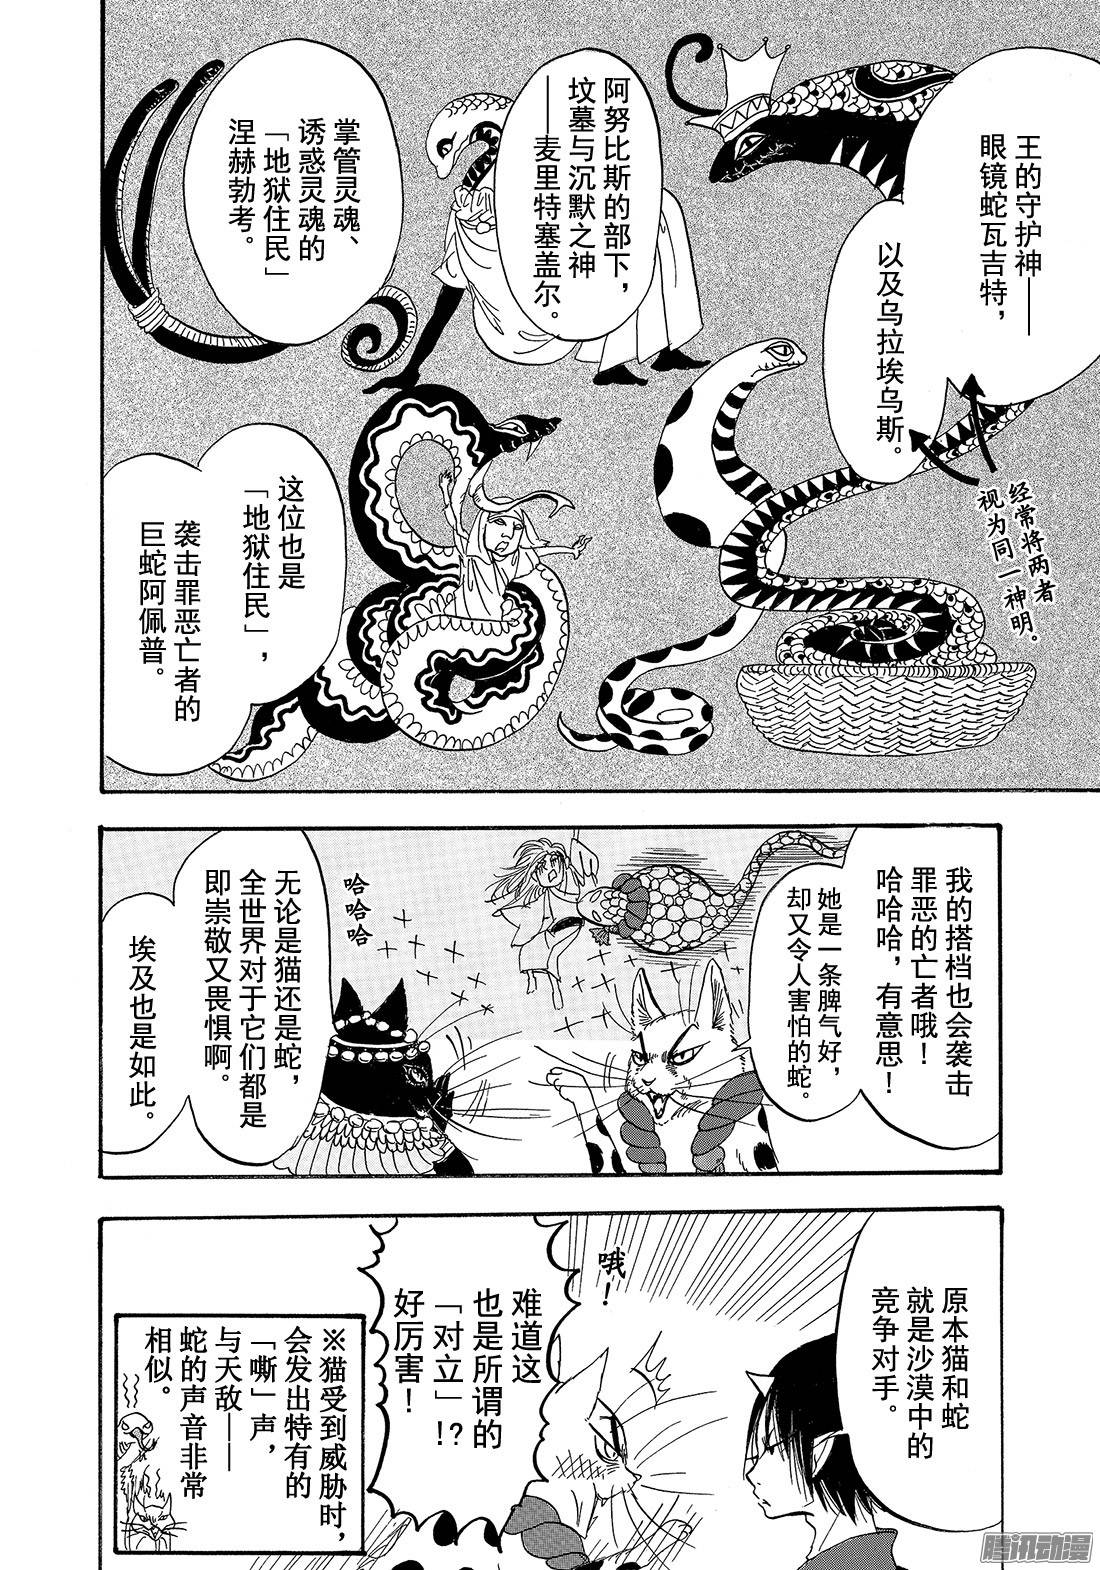 王的守护神——
眼镜蛇瓦吉特，
以及乌拉埃乌斯。
经常将两者
视为同一神明。
阿努比斯的部下，
坟墓与沉默之神
——麦里特塞盖尔。
掌管灵魂、
诱惑灵魂的
「地狱住民」
涅赫勃考。
这位也是
「地狱住民」，
袭击罪恶亡者的
巨蛇阿佩普。
我的搭档也会袭击
罪恶的亡者哦！
哈哈哈，有意思！
她是一条脾气好，
却又令人害怕的蛇。
哈哈哈
无论是猫还是蛇，
全世界对于它们都是
即崇敬又畏惧啊。
埃及也是如此。
原本猫和蛇
就是沙漠中的
竞争对手。
哦！
难道这
也是所谓的
「对立」!?
好厉害！
※猫受到威胁时，
会发出特有的
「嘶」声，
与天敌——
蛇的声音非常
相似。
腾讯动漫